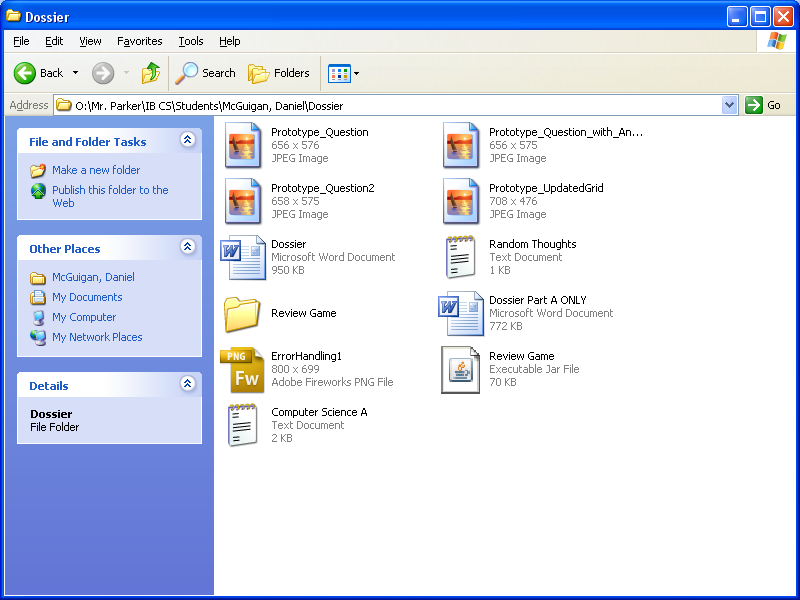 Dossier
File Edit View Favorites Tools Help
Back Search Folders
Address O:\Mr. Parker\IB CS\Students\McGuigan, Daniel\Dossier Go
File and Folder Tasks
Make a new folder
Publish this folder to the
Web
Other Places
McGuigan, Daniel
My Documents
My Computer
My Network Places
Details
Dossier
File Folder
Prototype_Question
656 x 576
JPEG Image
Prototype_Question_with_An...
656 x 575
JPEG Image
Prototype_Question2
658 x 575
JPEG Image
Prototype_UpdatedGrid
708 x 476
JPEG Image
W
Dossier
Microsoft Word Document
950 KB
Random Thoughts
Text Document
1 KB
Review Game
W
Dossier Part A ONLY
Microsoft Word Document
772 KB
PNG
Fw
ErrorHandling1
800 x 699
Adobe Fireworks PNG File
Review Game
Executable Jar File
70 KB
Computer Science A
Text Document
2 KB